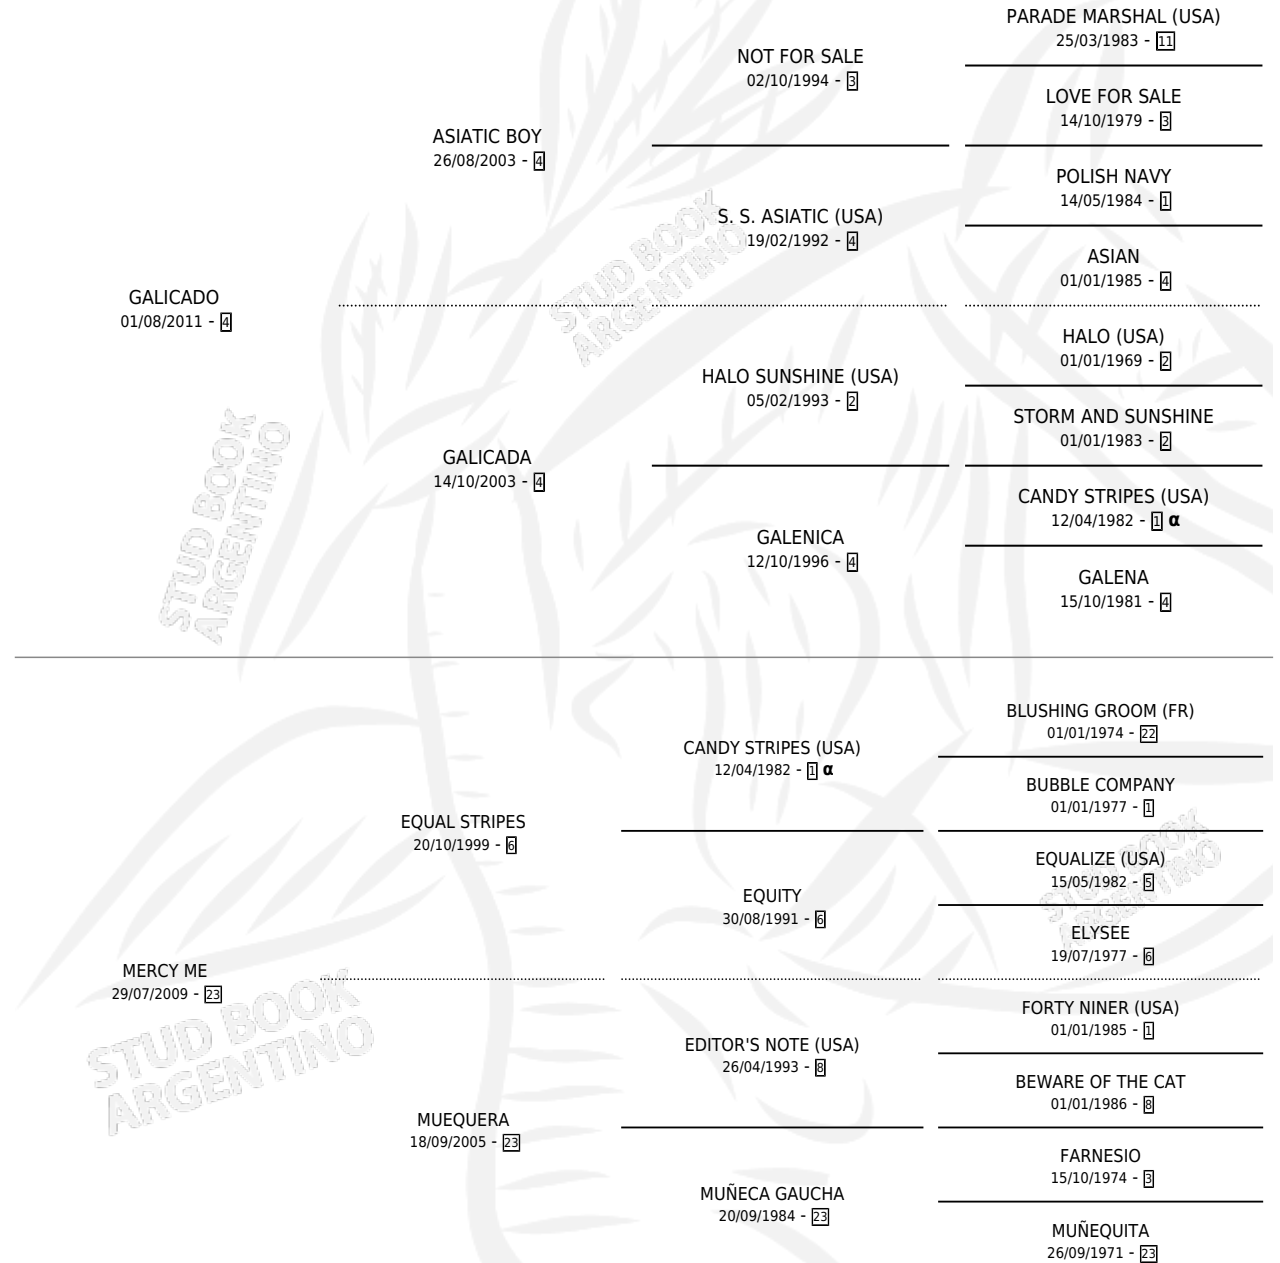 PARADE MARSHAL (USA)
25/03/1983 - 11
NOT FOR SALE
02/10/1994 - 3
LOVE FOR SALE
14/10/1979 - 3
ASIATIC BOY
26/08/2003 - 4
POLISH NAVY
14/05/1984 - 1
S. S. ASIATIC (USA)
19/02/1992 - 4
ASIAN
01/01/1985 - 4
STUD BOOK
ARGENTINO
GALICADO
01/08/2011 - 4
HALO (USA)
01/01/1969 - 2
HALO SUNSHINE (USA)
05/02/1993 - 2
STORM AND SUNSHINE
01/01/1983 - 2
GALICADA
14/10/2003 - 4
CANDY STRIPES (USA)
12/04/1982 - 1 α
GALENICA
12/10/1996 - 4
GALENA
15/10/1981 - 4
STUD BOOK
ARGENTINO
BLUSHING GROOM (FR)
01/01/1974 - 22
CANDY STRIPES (USA)
12/04/1982 - 1 α
BUBBLE COMPANY
01/01/1977 - 1
EQUAL STRIPES
20/10/1999 - 6
EQUALIZE (USA)
15/05/1982 - 5
EQUITY
30/08/1991 - 6
ELYSEE
19/07/1977 - 6
STUD BOOK
ARGENTINO
MERCY ME
29/07/2009 - 23
FORTY NINER (USA)
01/01/1985 - 1
EDITOR'S NOTE (USA)
26/04/1993 - 8
BEWARE OF THE CAT
01/01/1986 - 8
STUD BOOK
ARGENTINO
MUEQUERA
18/09/2005 - 23
FARNESIO
15/10/1974 - 3
MUÑECA GAUCHA
20/09/1984 - 23
MUÑEQUITA
26/09/1971 - 23